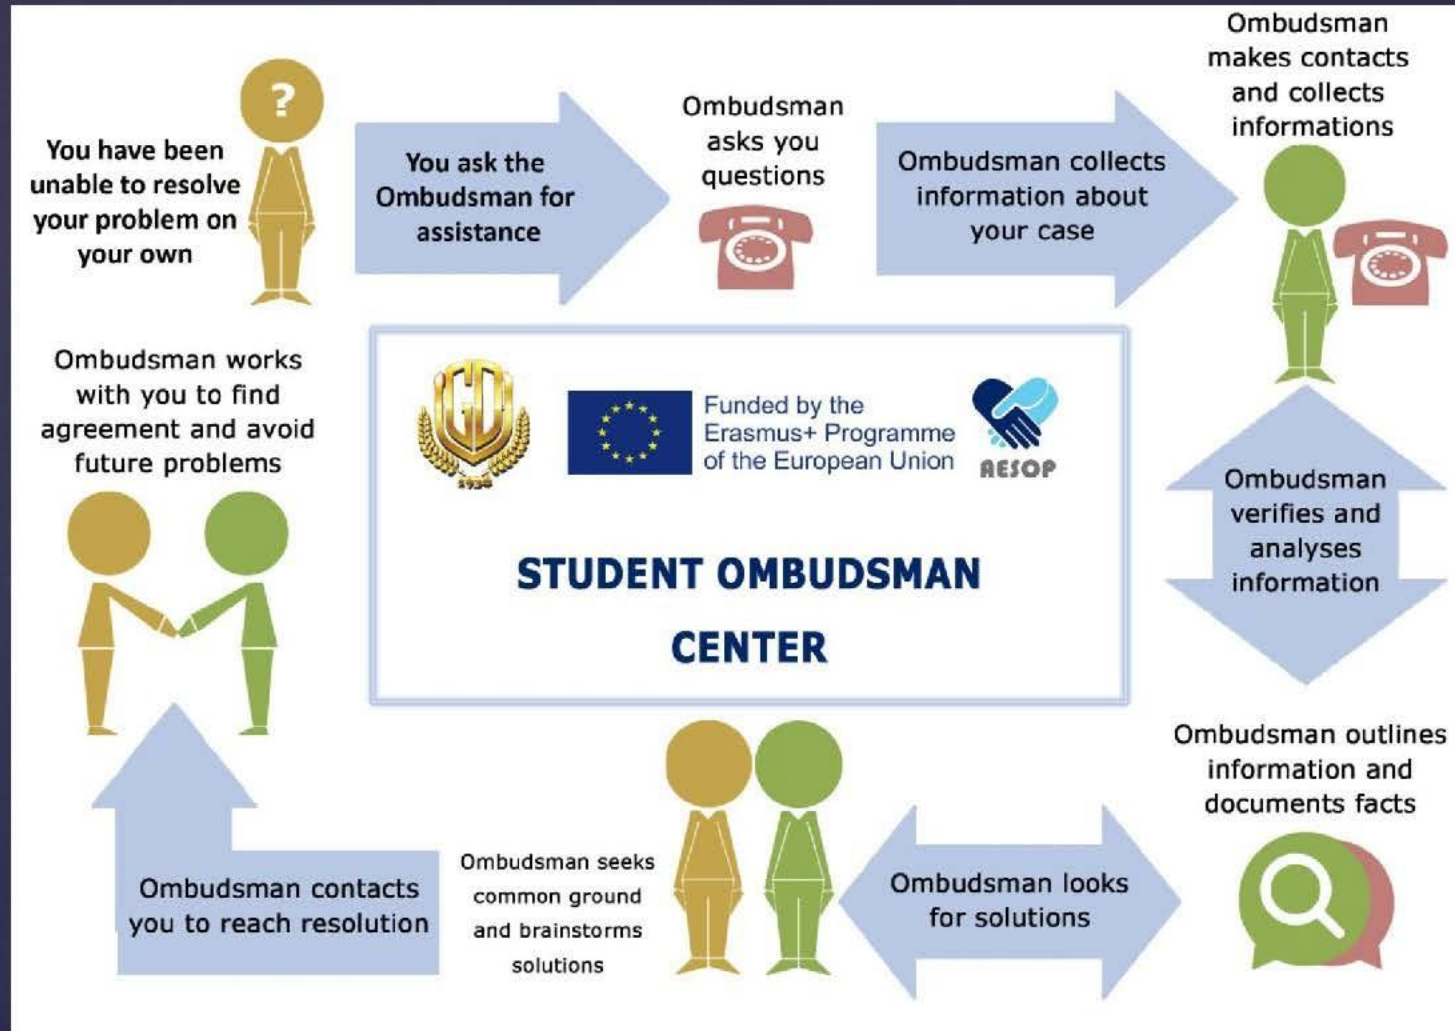 ?
You have been
unable to resolve
your problem on
your own
You ask the
Ombudsman for
assistance
Ombudsman
asks you
questions
Ombudsman collects
information about
your case
Ombudsman
makes contacts
and collects
informations
Ombudsman
verifies and
analyses
information
Ombudsman outlines
information and
documents facts
Ombudsman looks
for solutions
Ombudsman seeks
common ground
and brainstorms
solutions
Ombudsman contacts
you to reach resolution
Ombudsman works
with you to find
agreement and avoid
future problems
Funded by the
Erasmus+ Programme
of the European Union
AESOP
STUDENT OMBUDSMAN
CENTER